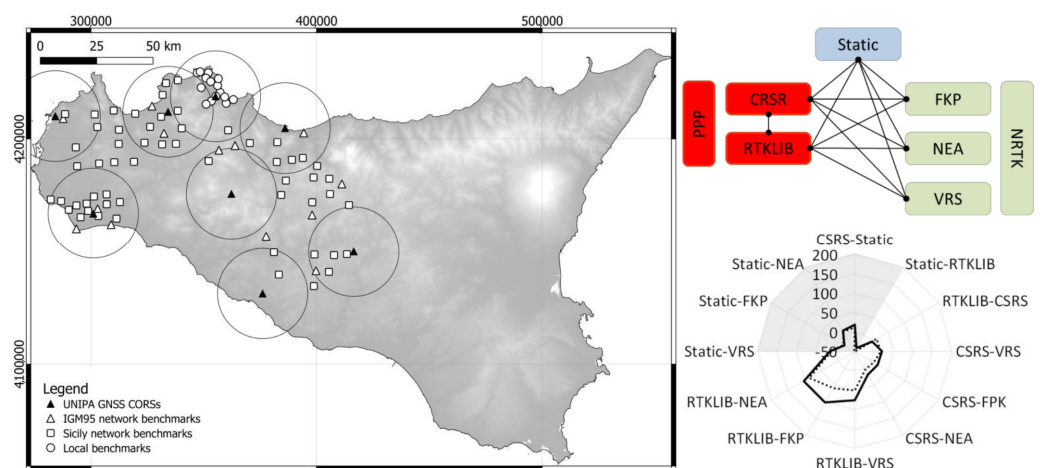 300000
400000
500000
0
25
50 km
4200000
4200000
4100000
4100000
Legend
UNIPA GNSS CORSs
IGM95 network benchmarks
Sicily network benchmarks
Local benchmarks
Static
PPP
CRSR
RTKLIB
FKP
NEA
VRS
NRTK
CSRS-Static
Static-RTKLIB
RTKLIB-CSRS
CSRS-VRS
CSRS-FPK
CSRS-NEA
RTKLIB-VRS
RTKLIB-FKP
RTKLIB-NEA
Static-VRS
Static-FKP
Static-NEA
200
150
100
50
0
-50